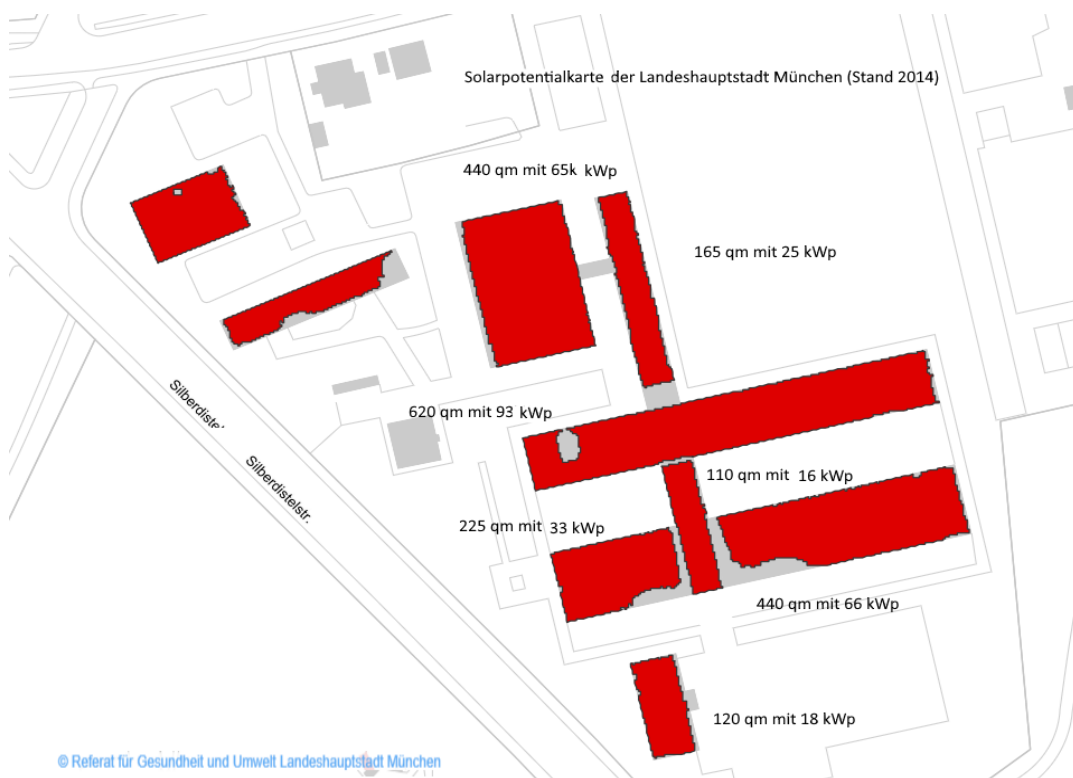 Solarpotentialkarte der Landeshauptstadt München (Stand 2014)
440 qm mit 65k kWp
165 qm mit 25 kWp
620 qm mit 93 kWp
110 qm mit 16 kWp
225 qm mit 33 kWp
440 qm mit 66 kWp
120 qm mit 18 kWp
Silberdistel
Silberdistelstr.
© Referat für Gesundheit und Umwelt Landeshauptstadt München